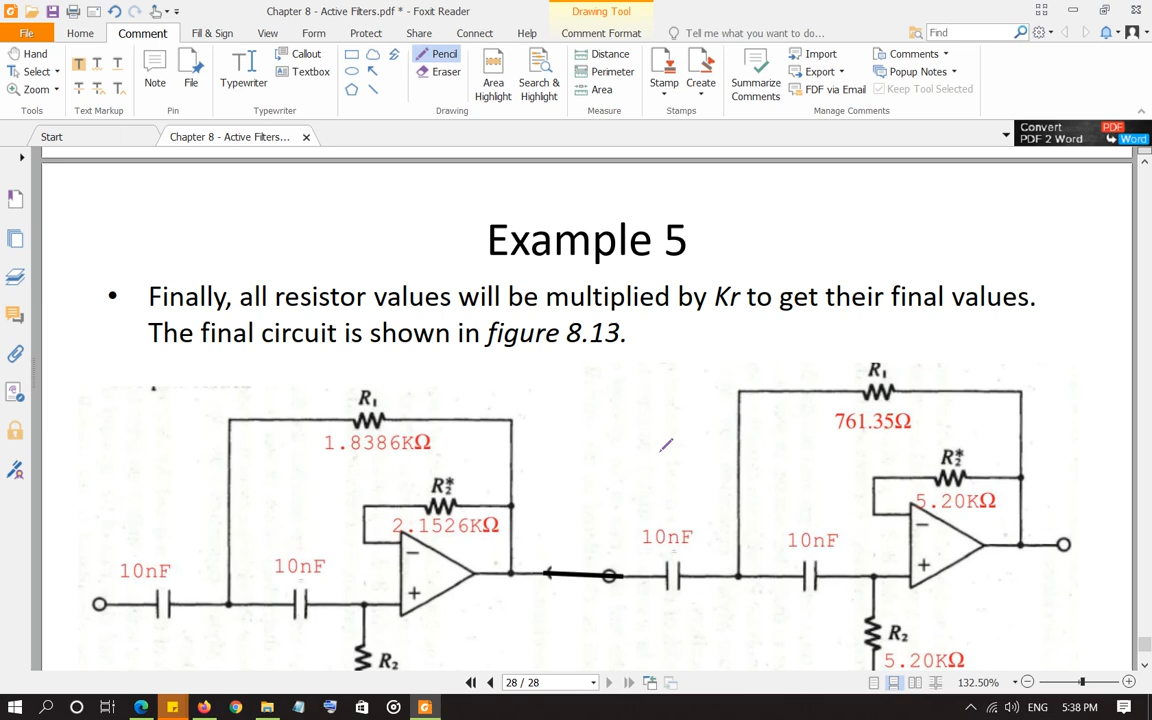 Chapter 8 - Active Filters.pdf * - Foxit Reader
Drawing Tool
File
Home
Comment
Fill & Sign
View
Form
Protect
Share
Connect
Help
Comment Format
Tell me what you want to do...
Find
Hand
Select
Zoom
Tools
T T T
T T T
Text Markup
Note
File
Pin
Typewriter
Callout
Textbox
Typewriter
Pencil
Eraser
Drawing
Area Highlight
Search & Highlight
Distance
Perimeter
Area
Measure
Stamp
Create
Stamps
Summarize Comments
Import
Export
FDF via Email
Comments
Popup Notes
Keep Tool Selected
Manage Comments
Start
Chapter 8 - Active Filters...
Convert PDF
PDF 2 Word Word
Example 5
• Finally, all resistor values will be multiplied by Kr to get their final values.
The final circuit is shown in figure 8.13.
R₁
1.8386KΩ
R₂*
2.1526KΩ
10nF
10nF
−
+
R₂
R₁
761.35Ω
R₂*
5.20KΩ
10nF
10nF
−
+
R₂
5.20KΩ
28 / 28
132.50%
ENG
5:38 PM